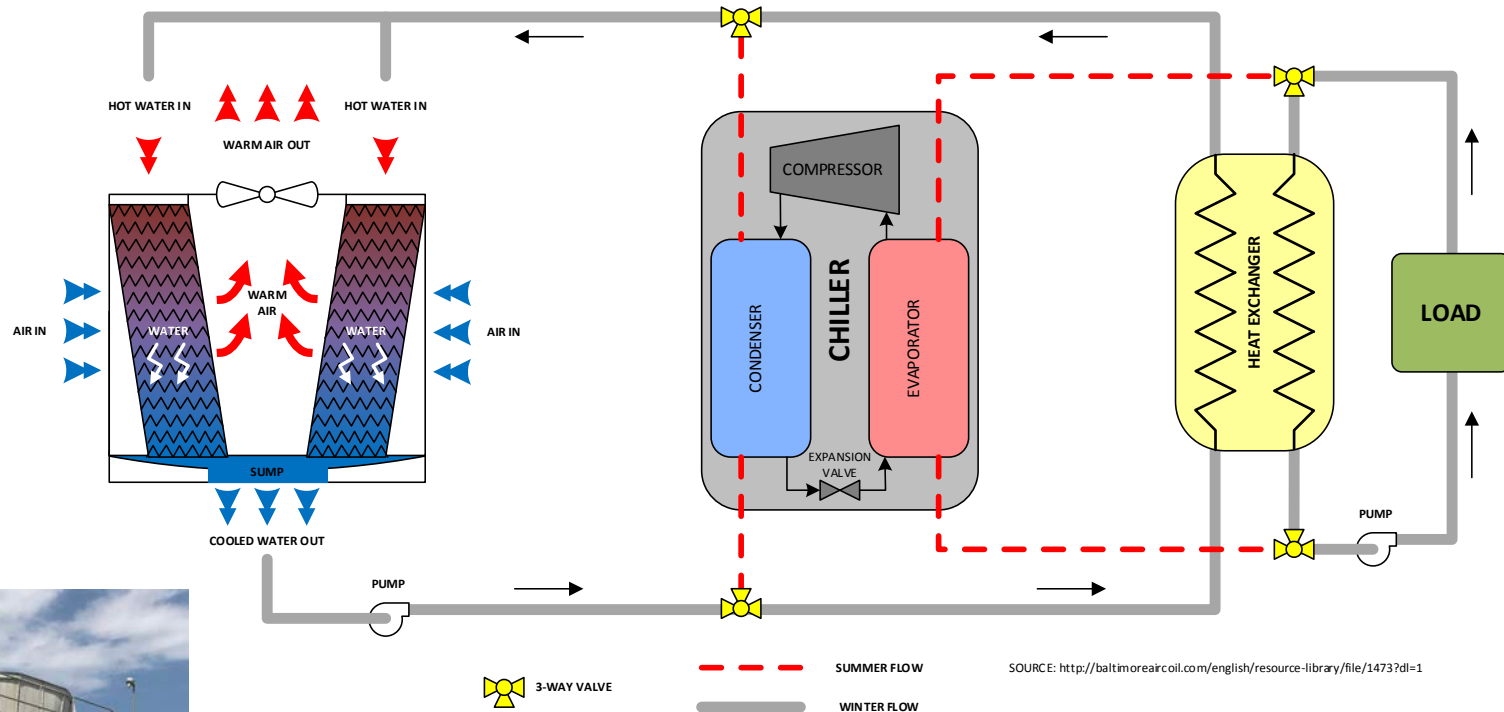 HOT WATER IN
HOT WATER IN
WARM AIR OUT
COMPRESSOR
AIR IN
WARM
AIR
WATER
WATER
AIR IN
CONDENSER
CHILLER
EVAPORATOR
HEAT EXCHANGER
LOAD
EXPANSION
VALVE
SUMP
COOLED WATER OUT
PUMP
PUMP
3-WAY VALVE
SUMMER FLOW
WINTER FLOW
SOURCE: http://baltimoreaircoil.com/english/resource-library/file/1473?dl=1